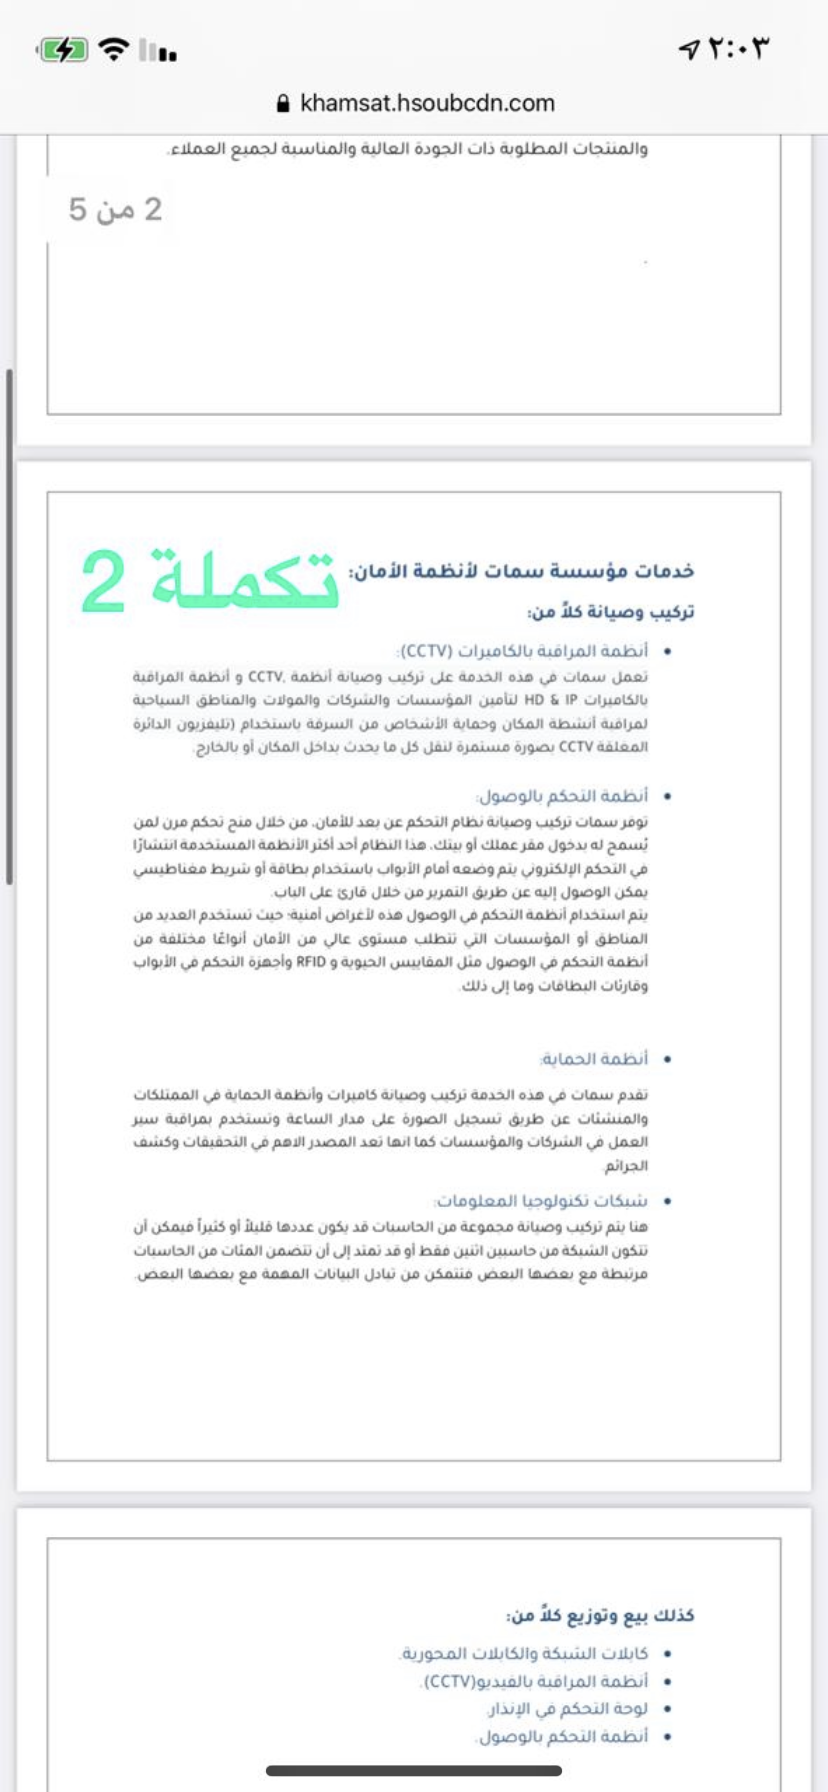 ٢:٠٣
khamsat.hsoubcdn.com
والمنتجات المطلوبة ذات الجودة العالية والمناسبة لجميع العملاء.
2 من 5
تكملة 2
خدمات مؤسسة سمات لأنظمة الأمان:
تركيب وصيانة كلاً من:
• أنظمة المراقبة بالكاميرات (CCTV):
تعمل سمات في هذه الخدمة على تركيب وصيانة أنظمة CCTV, و أنظمة المراقبة
بالكاميرات HD & IP لتأمين المؤسسات والشركات والمولات والمناطق السياحية
لمراقبة أنشطة المكان وحماية الأشخاص من السرقة باستخدام (تليفزيون الدائرة
المغلقة CCTV بصورة مستمرة لنقل كل ما يحدث بداخل المكان أو بالخارج.
• أنظمة التحكم بالوصول:
توفر سمات تركيب وصيانة نظام التحكم عن بعد للأمان، من خلال منح تحكم مرن لمن
يُسمح له بدخول مقر عملك أو بيتك، هذا النظام أحد أكثر الأنظمة المستخدمة انتشارًا
في التحكم الإلكتروني يتم وضعه أمام الأبواب باستخدام بطاقة أو شريط مغناطيسي
يمكن الوصول إليه عن طريق التمرير من خلال قارئ على الباب.
يتم استخدام أنظمة التحكم في الوصول هذه لأغراض أمنية؛ حيث تستخدم العديد من
المناطق أو المؤسسات التي تتطلب مستوى عالي من الأمان أنواعًا مختلفة من
أنظمة التحكم في الوصول مثل المقاييس الحيوية و RFID وأجهزة التحكم في الأبواب
وقارئات البطاقات وما إلى ذلك.
• أنظمة الحماية:
تقدم سمات في هذه الخدمة تركيب وصيانة كاميرات وأنظمة الحماية في الممتلكات
والمنشئات عن طريق تسجيل الصورة على مدار الساعة وتستخدم بمراقبة سير
العمل في الشركات والمؤسسات كما انها تعد المصدر الاهم في التحقيقات وكشف
الجرائم.
• شبكات تكنولوجيا المعلومات:
هنا يتم تركيب وصيانة مجموعة من الحاسبات قد يكون عددها قليلاً أو كثيراً فيمكن أن
تتكون الشبكة من حاسبين اثنين فقط أو قد تمتد إلى أن تتضمن المئات من الحاسبات
مرتبطة مع بعضها البعض فتتمكن من تبادل البيانات المهمة مع بعضها البعض.
كذلك بيع وتوزيع كلاً من:
• كابلات الشبكة والكابلات المحورية.
• أنظمة المراقبة بالفيديو(CCTV).
• لوحة التحكم في الإنذار.
• أنظمة التحكم بالوصول.